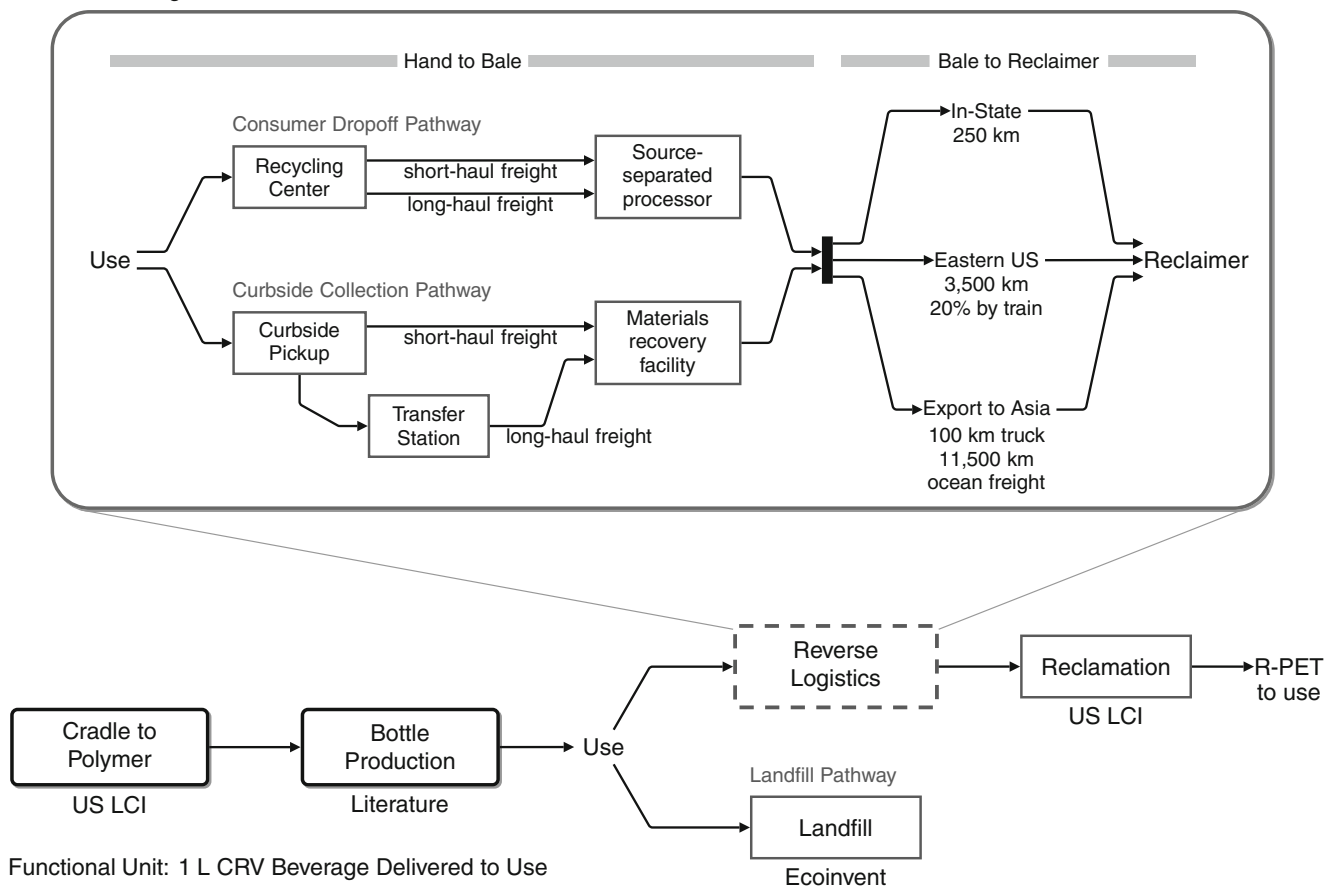 Hand to Bale
Bale to Reclaimer
Consumer Dropoff Pathway
Recycling
Center
short-haul freight
long-haul freight
Source-
separated
processor
Use
Curbside Collection Pathway
Curbside
Pickup
short-haul freight
Transfer
Station
long-haul freight
Materials
recovery
facility
In-State
250 km
Eastern US
3,500 km
20% by train
Export to Asia
100 km truck
11,500 km
ocean freight
Reclaimer
Cradle to
Polymer
US LCI
Bottle
Production
Literature
Use
Reverse
Logistics
Reclamation
US LCI
R-PET
to use
Landfill Pathway
Landfill
Ecoinvent
Functional Unit: 1 L CRV Beverage Delivered to Use